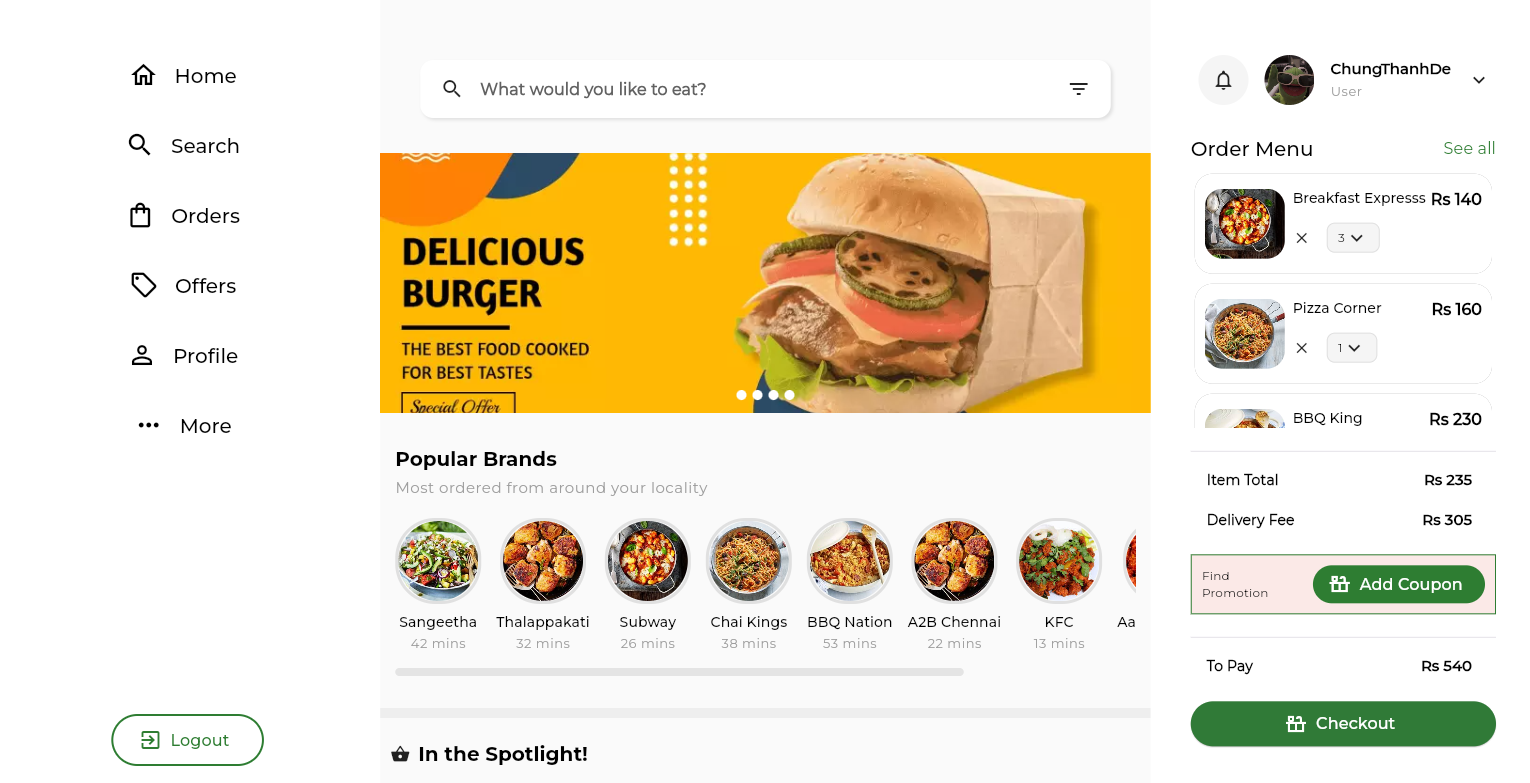 Home
Search
Orders
Offers
Profile
More
Logout
What would you like to eat?
DELICIOUS
BURGER
THE BEST FOOD COOKED
FOR BEST TASTES
Special Offer
Popular Brands
Most ordered from around your locality
Sangeetha
42 mins
Thalappakati
32 mins
Subway
26 mins
Chai Kings
38 mins
BBQ Nation
53 mins
A2B Chennai
22 mins
KFC
13 mins
Aa
In the Spotlight!
ChungThanhDe
User
Order Menu See all
Breakfast Expresss Rs 140
3
Pizza Corner Rs 160
1
BBQ King Rs 230
Item Total Rs 235
Delivery Fee Rs 305
Find
Promotion
Add Coupon
To Pay Rs 540
Checkout